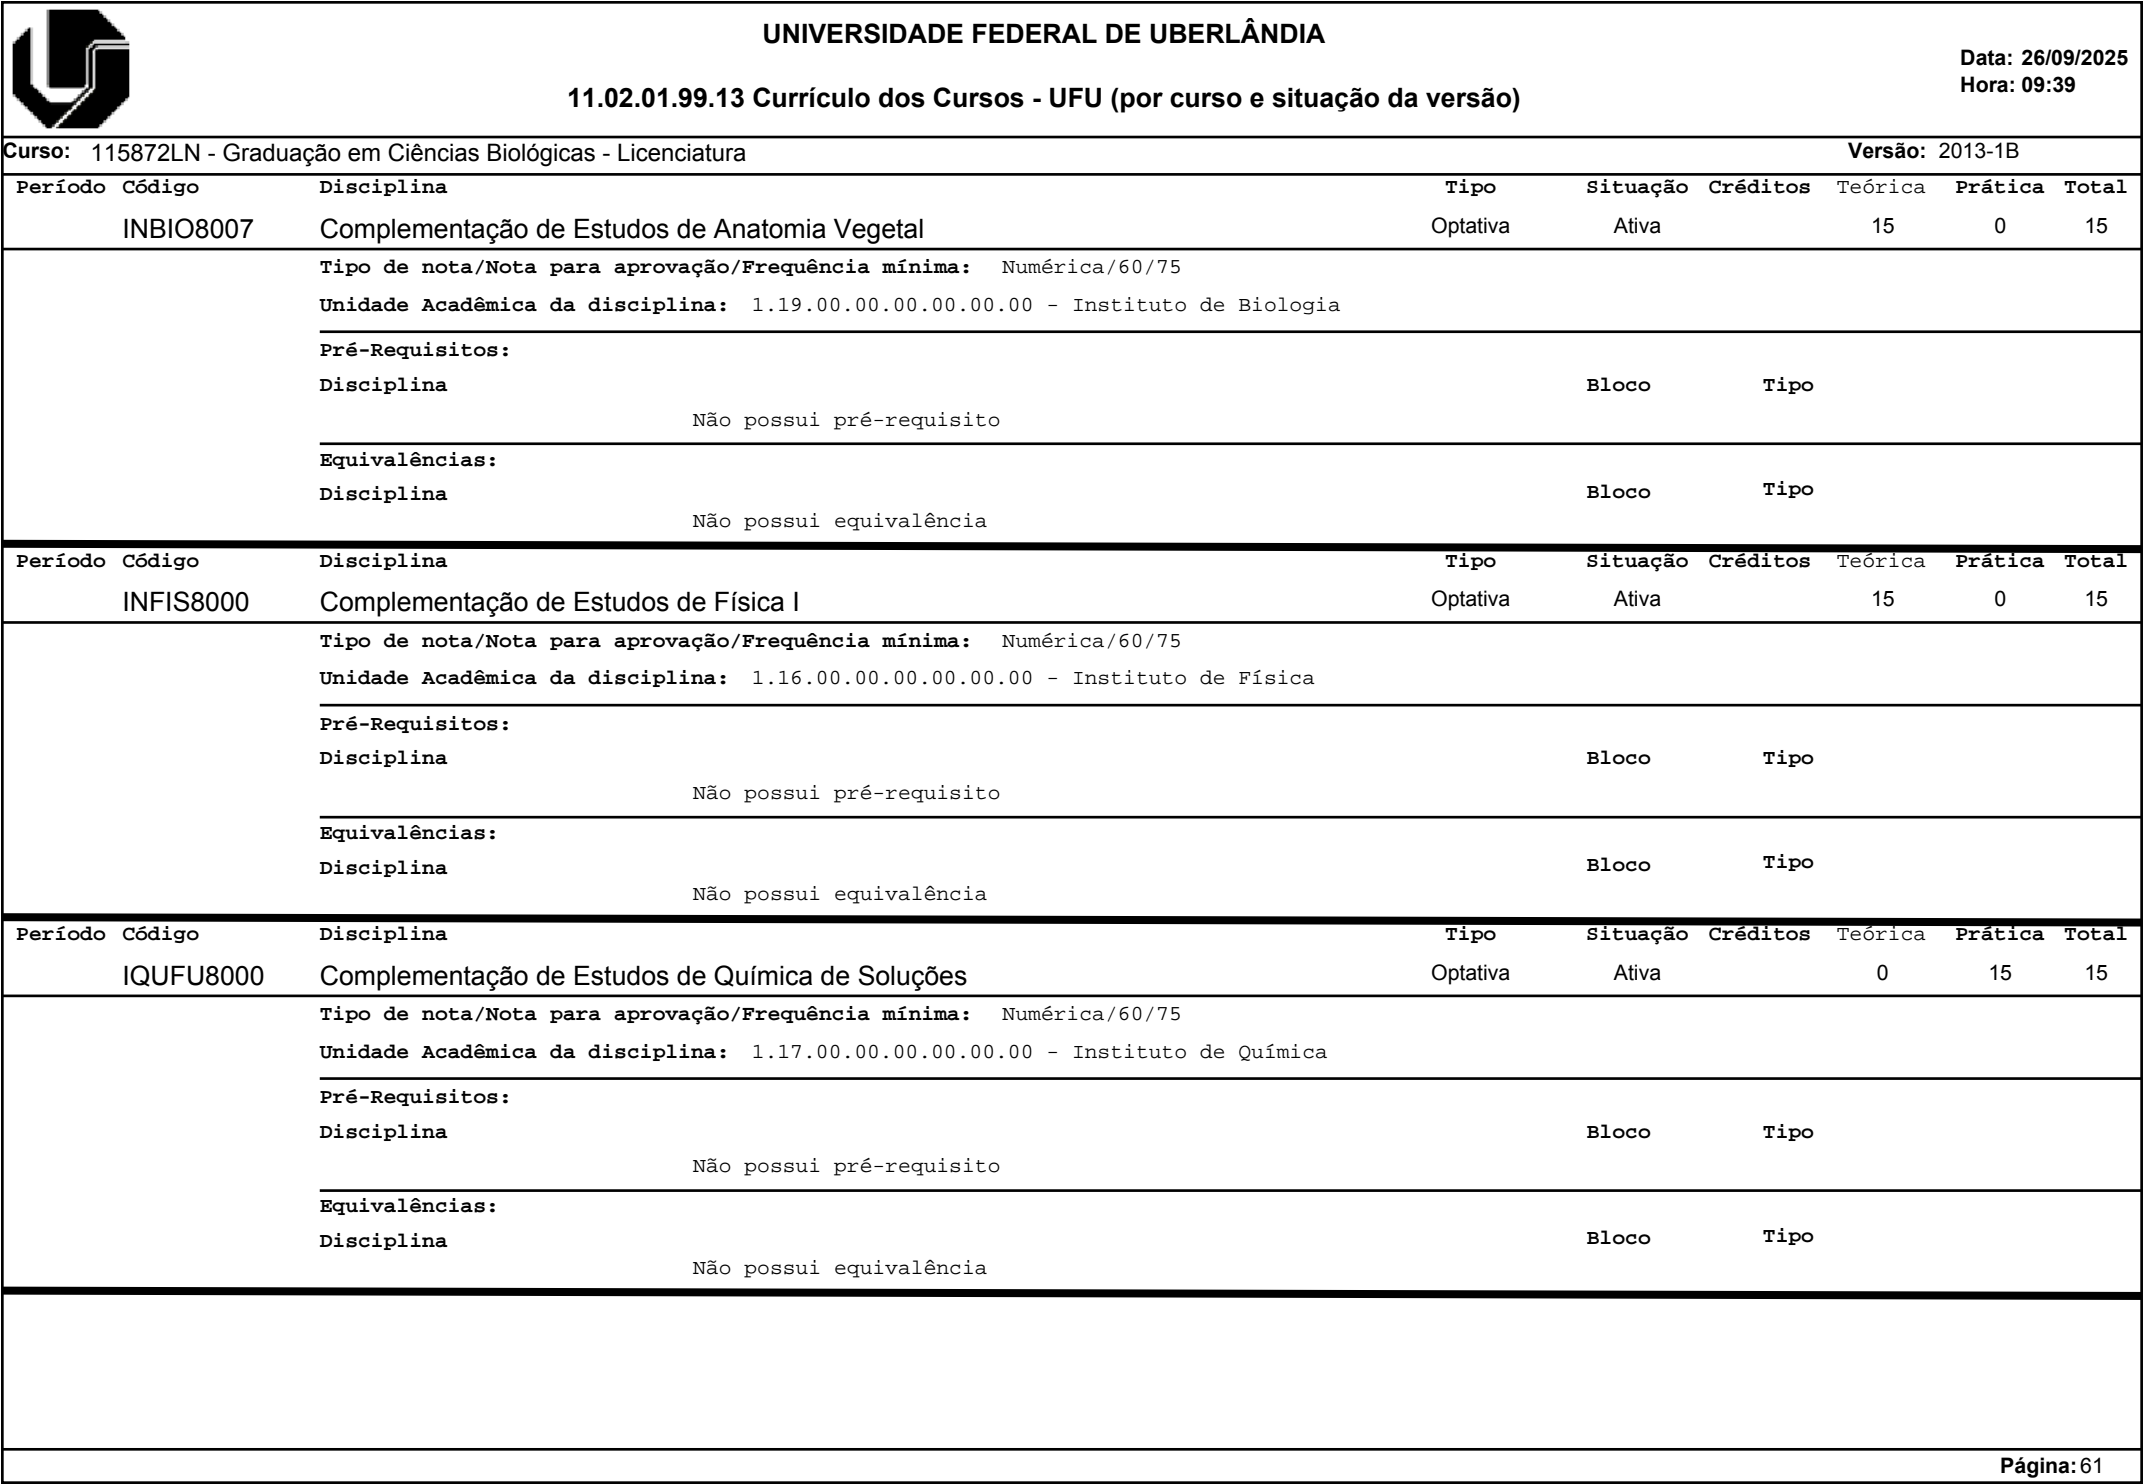 UNIVERSIDADE FEDERAL DE UBERLÂNDIA
Data: 26/09/2025
Hora: 09:39
11.02.01.99.13 Currículo dos Cursos - UFU (por curso e situação da versão)
Curso: 115872LN - Graduação em Ciências Biológicas - Licenciatura Versão: 2013-1B
Período Código Disciplina Tipo Situação Créditos Teórica Prática Total
INBIO8007 Complementação de Estudos de Anatomia Vegetal Optativa Ativa 15 0 15
Tipo de nota/Nota para aprovação/Frequência mínima: Numérica/60/75
Unidade Acadêmica da disciplina: 1.19.00.00.00.00.00.00 - Instituto de Biologia
Pré-Requisitos:
Disciplina Bloco Tipo
Não possui pré-requisito
Equivalências:
Disciplina Bloco Tipo
Não possui equivalência
Período Código Disciplina Tipo Situação Créditos Teórica Prática Total
INFIS8000 Complementação de Estudos de Física I Optativa Ativa 15 0 15
Tipo de nota/Nota para aprovação/Frequência mínima: Numérica/60/75
Unidade Acadêmica da disciplina: 1.16.00.00.00.00.00.00 - Instituto de Física
Pré-Requisitos:
Disciplina Bloco Tipo
Não possui pré-requisito
Equivalências:
Disciplina Bloco Tipo
Não possui equivalência
Período Código Disciplina Tipo Situação Créditos Teórica Prática Total
IQUFU8000 Complementação de Estudos de Química de Soluções Optativa Ativa 0 15 15
Tipo de nota/Nota para aprovação/Frequência mínima: Numérica/60/75
Unidade Acadêmica da disciplina: 1.17.00.00.00.00.00.00 - Instituto de Química
Pré-Requisitos:
Disciplina Bloco Tipo
Não possui pré-requisito
Equivalências:
Disciplina Bloco Tipo
Não possui equivalência
Página: 61